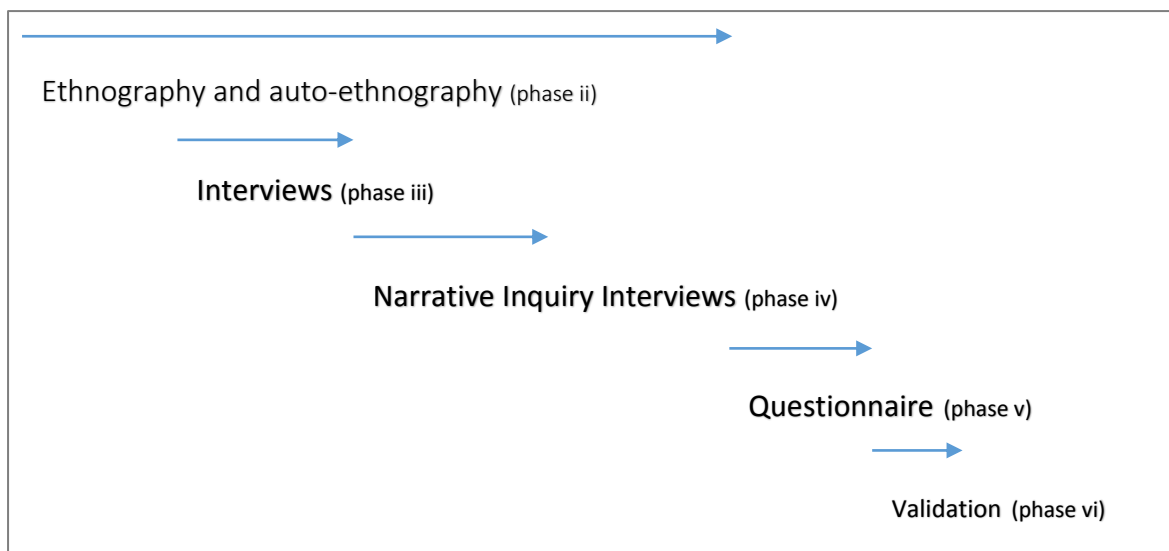 Ethnography and auto-ethnography (phase ii)
Interviews (phase iii)
Narrative Inquiry Interviews (phase iv)
Questionnaire (phase v)
Validation (phase vi)